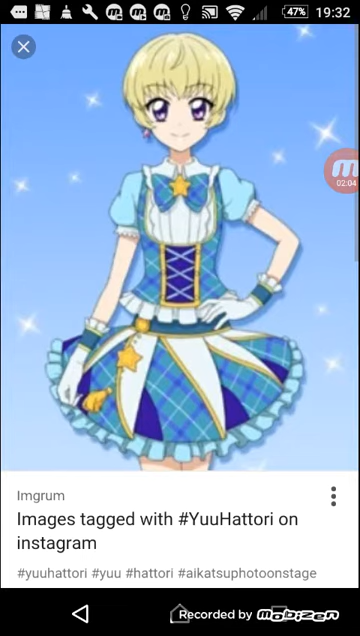 47% 19:32
02:04
Imgrum
Images tagged with #YuuHattori on
instagram
#yuuhattori #yuu #hattori #aikatsuphotoonstage
Recorded by mobizen